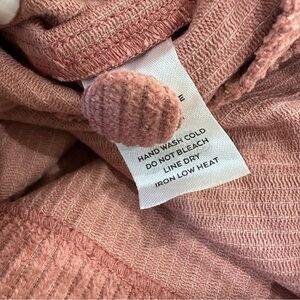 HAND WASH COLD
DO NOT BLEACH
LINE DRY
IRON LOW HEAT